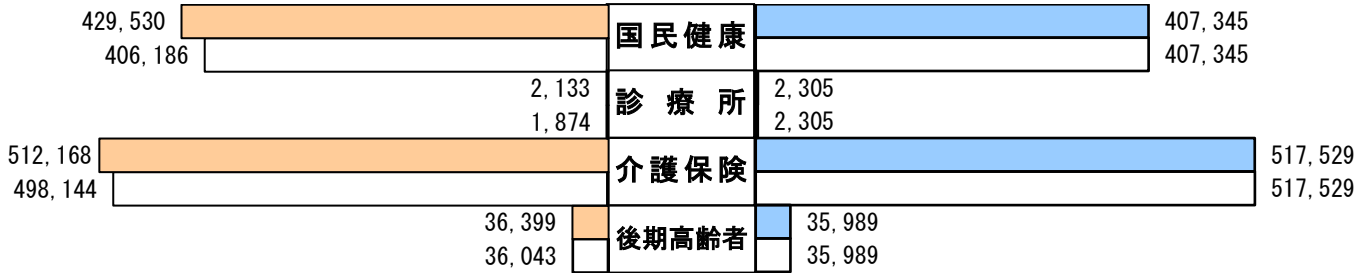 429,530 国民健康 407,345
406,186 407,345
2,133 診療所 2,305
1,874 2,305
512,168 介護保険 517,529
498,144 517,529
36,399 後期高齢者 35,989
36,043 35,989